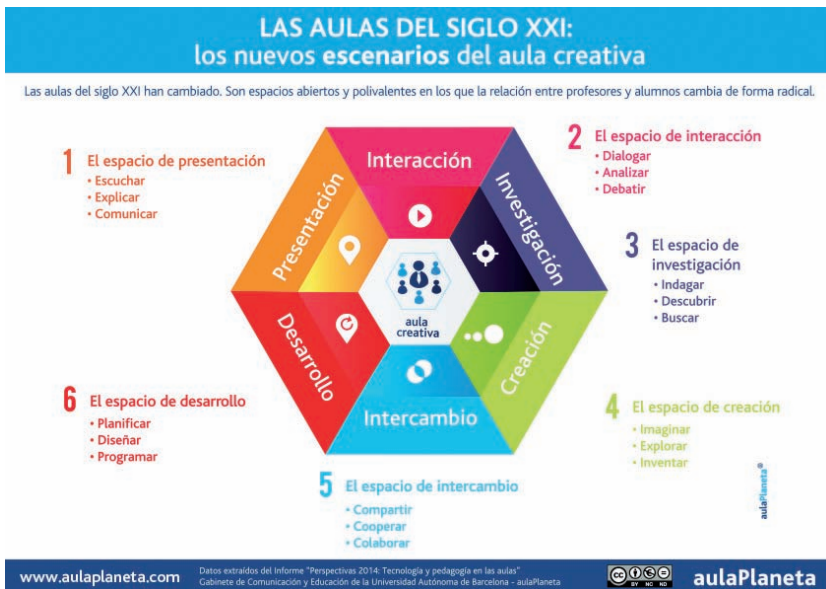 LAS AULAS DEL SIGLO XXI:
los nuevos escenarios del aula creativa
Las aulas del siglo XXI han cambiado. Son espacios abiertos y polivalentes en los que la relación entre profesores y alumnos cambia de forma radical.
1 El espacio de presentación
• Escuchar
• Explicar
• Comunicar
2 El espacio de interacción
• Dialogar
• Analizar
• Debatir
3 El espacio de
investigación
• Indagar
• Descubrir
• Buscar
4 El espacio de creación
• Imaginar
• Explorar
• Inventar
5 El espacio de intercambio
• Compartir
• Cooperar
• Colaborar
6 El espacio de desarrollo
• Planificar
• Diseñar
• Programar
Presentación
Interacción
Investigación
Creación
Intercambio
Desarrollo
aula
creativa
aulaPlaneta
www.aulaplaneta.com
Datos extraídos del Informe "Perspectivas 2014: Tecnología y pedagogía en las aulas"
Gabinete de Comunicación y Educación de la Universidad Autónoma de Barcelona - aulaPlaneta
cc
BY NC ND
aulaPlaneta